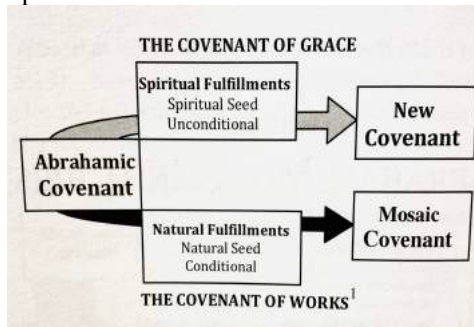 THE COVENANT OF GRACE
Spiritual Fulfillments
Spiritual Seed
Unconditional
New
Covenant
Abrahamic
Covenant
Natural Fulfillments
Natural Seed
Conditional
Mosaic
Covenant
THE COVENANT OF WORKS1